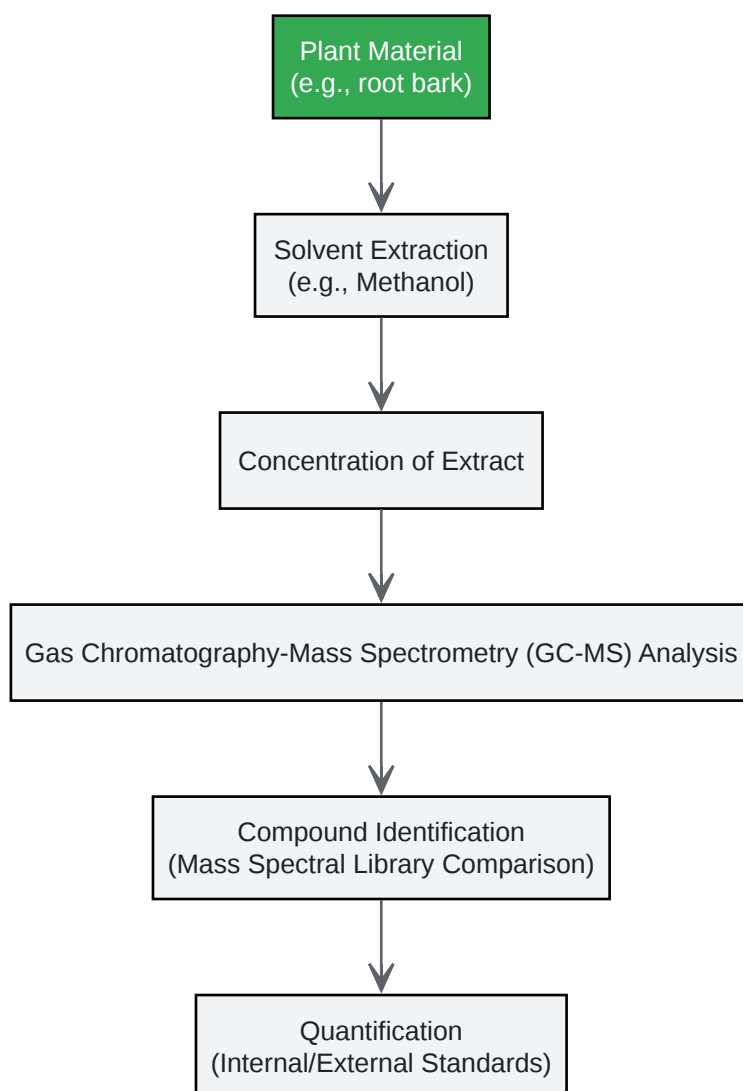 Plant Material
(e.g., root bark)
Solvent Extraction
(e.g., Methanol)
Concentration of Extract
Gas Chromatography-Mass Spectrometry (GC-MS) Analysis
Compound Identification
(Mass Spectral Library Comparison)
Quantification
(Internal/External Standards)